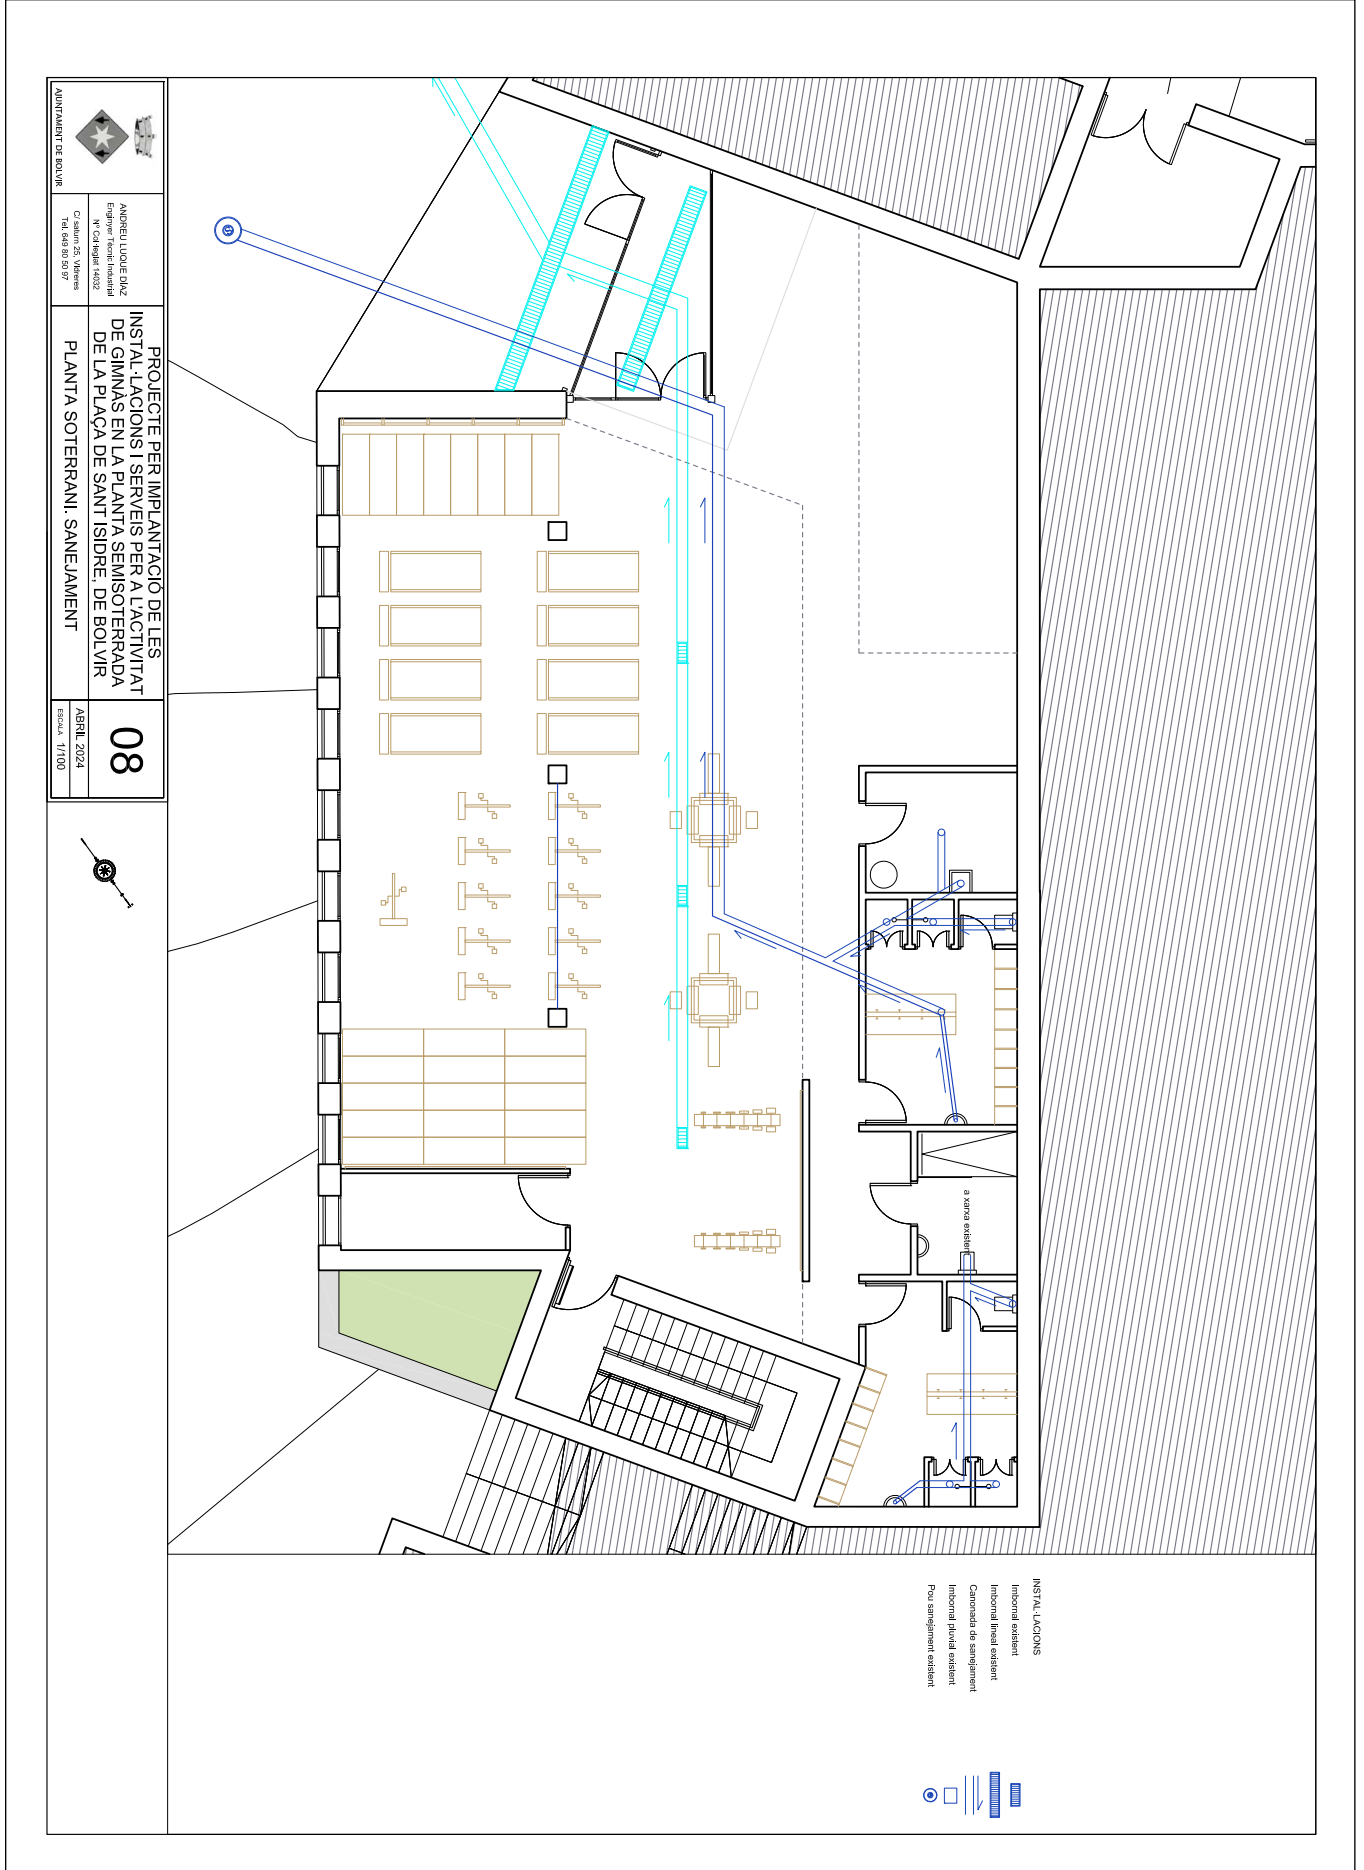 AJUNTAMENT DE BOLVIR
ANDREU LUQUE DÍAZ
Enginyer Tècnic Industrial
Nº Col·legiat 14032
C/ saturn 25, Vidreres
Tel. 649 80 50 97
PROJECTE PER IMPLANTACIÓ DE LES
INSTAL·LACIONS I SERVEIS PER A L'ACTIVITAT
DE GIMNÀS EN LA PLANTA SEMISOTERRADA
DE LA PLAÇA DE SANT ISIDRE, DE BOLVIR
PLANTA SOTERRANI. SANEJAMENT
08
ABRIL 2024
ESCALA 1/100
a xarxa existent
INSTAL·LACIONS
Imbornal existent
Imbornal lineal existent
Canonada de sanejament
Imbornal pluvial existent
Pou sanejament existent